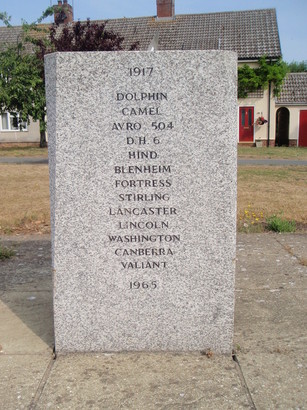 1917
DOLPHIN
CAMEL
AVRO 504
D.H 6
HIND
BLENHEIM
FORTRESS
STIRLING
LANCASTER
LINCOLN
WASHINGTON
CANBERRA
VALIANT
1965